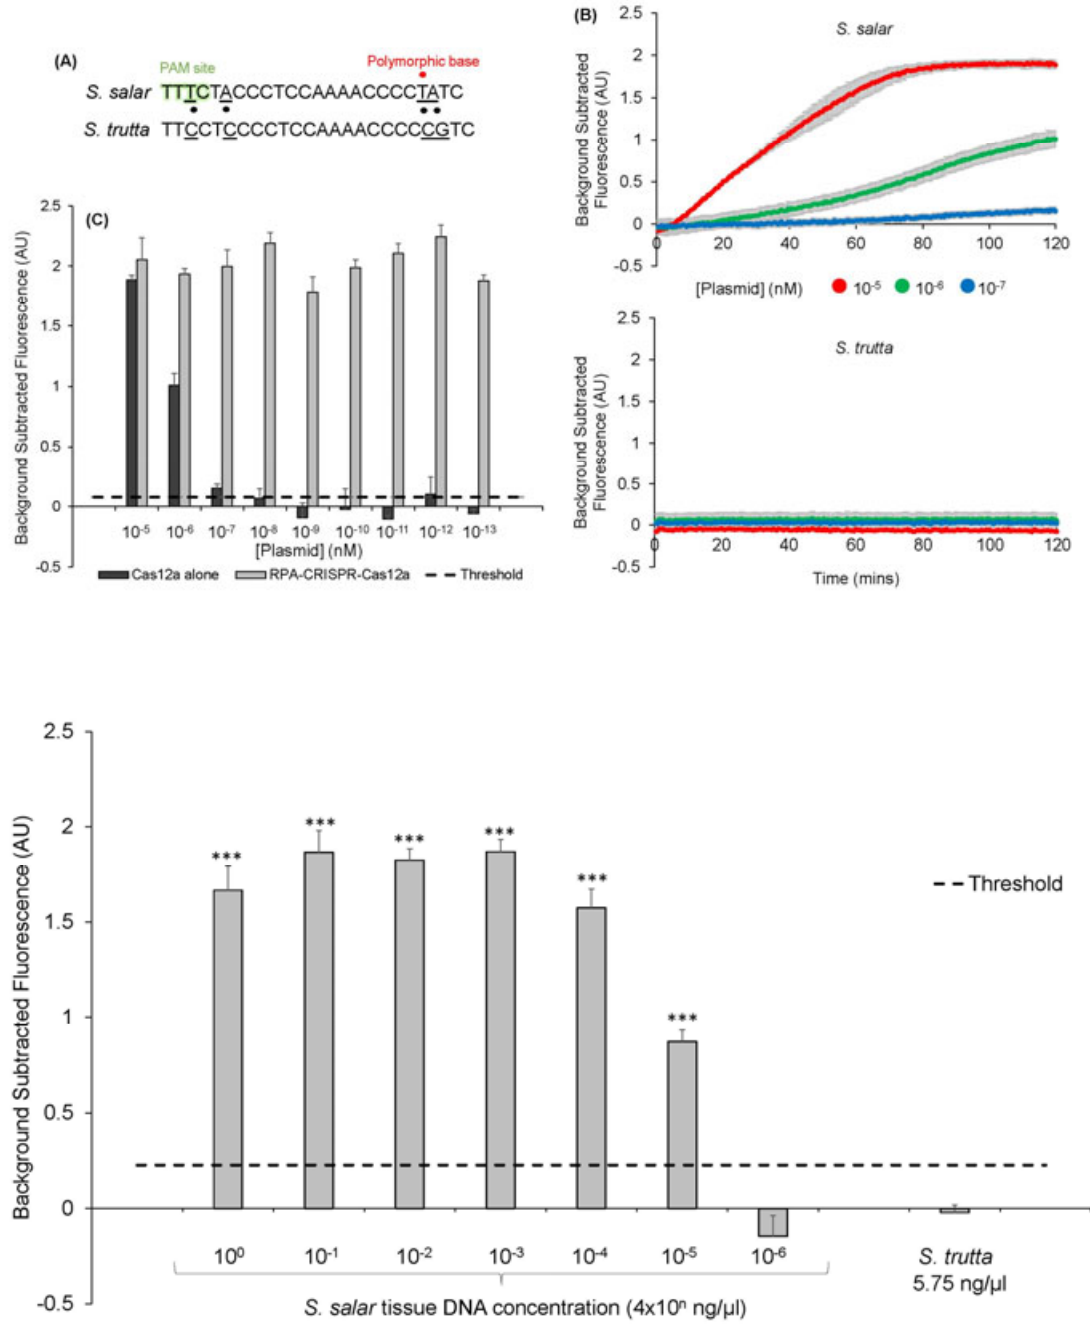 (A)
PAM site
Polymorphic base
S. salar TTTCTACCCTCCAAAACCCCTATC
S. trutta TTCCTCCCCTCCAAAACCCCCGTC
(B)
S. salar
Background Subtracted
Fluorescence (AU)
2.5
2
1.5
1
0.5
0
-0.5
0 20 40 60 80 100 120
[Plasmid] (nM) 10-5 10-6 10-7
S. trutta
Background Subtracted
Fluorescence (AU)
2.5
2
1.5
1
0.5
0
-0.5
0 20 40 60 80 100 120
Time (mins)
(C)
Background Subtracted Fluorescence (AU)
2.5
2
1.5
1
0.5
0
-0.5
10-5 10-6 10-7 10-8 10-9 10-10 10-11 10-12 10-13
[Plasmid] (nM)
Cas12a alone RPA-CRISPR-Cas12a Threshold
Background Subtracted Fluorescence (AU)
2.5
2
1.5
1
0.5
0
-0.5
*** *** *** *** *** ***
Threshold
10⁰ 10-1 10-2 10-3 10-4 10-5 10-6
S. trutta
5.75 ng/µl
S. salar tissue DNA concentration (4x10ⁿ ng/µl)